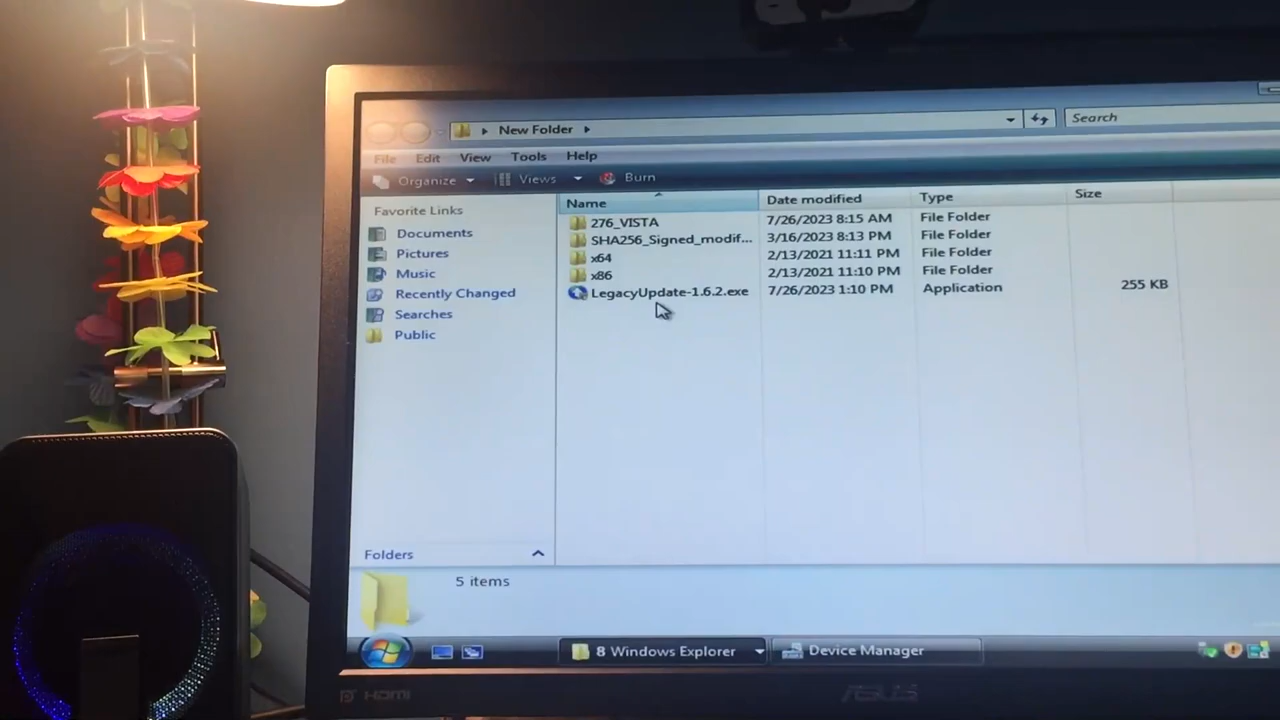 New Folder
Search
File Edit View Tools Help
Organize Views Burn
Favorite Links
Documents
Pictures
Music
Recently Changed
Searches
Public
Folders
Name Date modified Type Size
276_VISTA 7/26/2023 8:15 AM File Folder
SHA256_Signed_modif... 3/16/2023 8:13 PM File Folder
x64 2/13/2021 11:11 PM File Folder
x86 2/13/2021 11:10 PM File Folder
LegacyUpdate-1.6.2.exe 7/26/2023 1:10 PM Application 255 KB
5 items
8 Windows Explorer Device Manager
HDMI
ASUS